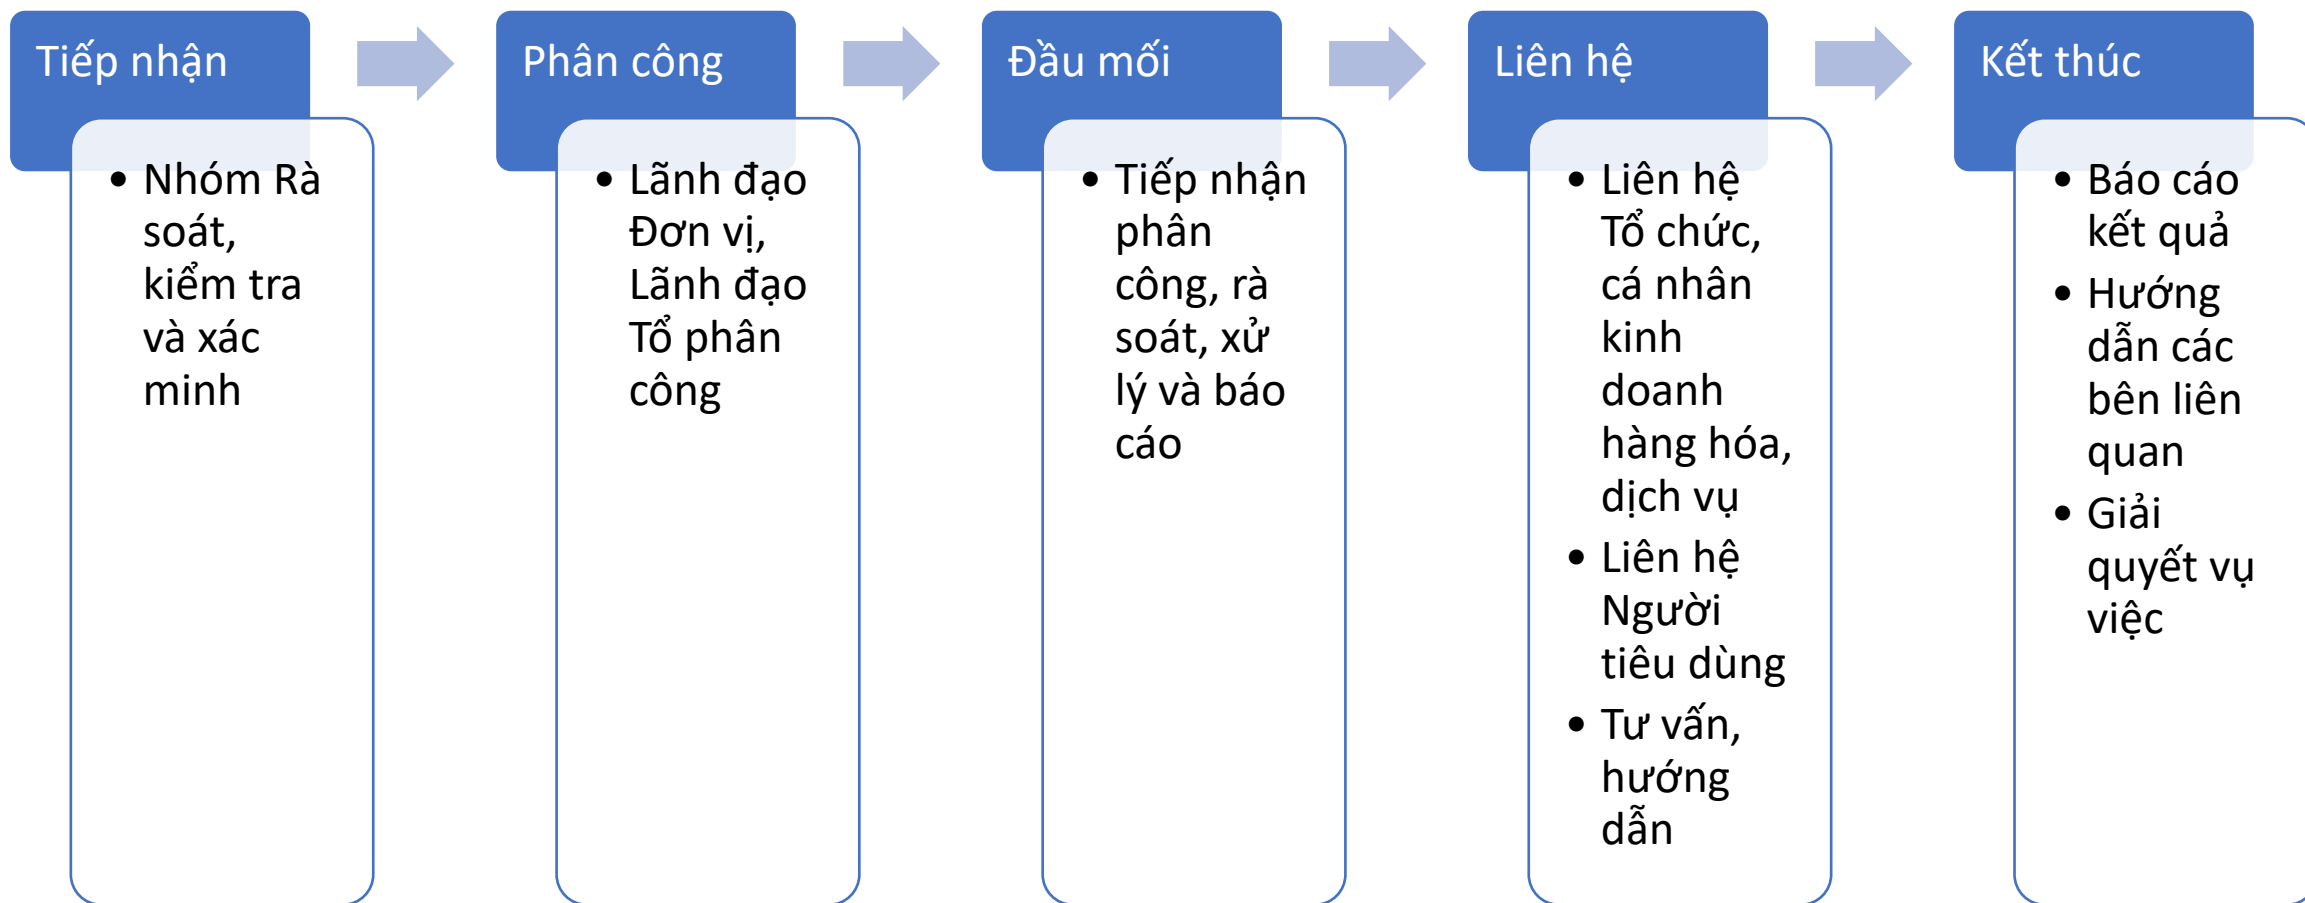 Tiếp nhận
• Nhóm Rà
soát,
kiểm tra
và xác
minh
Phân công
• Lãnh đạo
Đơn vị,
Lãnh đạo
Tổ phân
công
Đầu mối
• Tiếp nhận
phân
công, rà
soát, xử
lý và báo
cáo
Liên hệ
• Liên hệ
Tổ chức,
cá nhân
kinh
doanh
hàng hóa,
dịch vụ
• Liên hệ
Người
tiêu dùng
• Tư vấn,
hướng
dẫn
Kết thúc
• Báo cáo
kết quả
• Hướng
dẫn các
bên liên
quan
• Giải
quyết vụ
việc